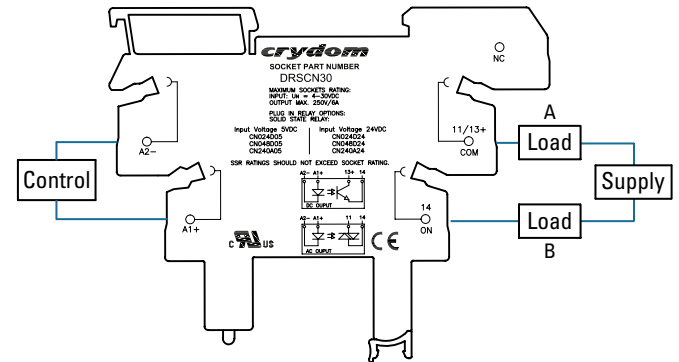 crydom
SOCKET PART NUMBER
DRSCN30
MAXIMUM SOCKETS RATING:
INPUT: UN = 4-30VDC
OUTPUT MAX. 250V/6A
PLUG IN RELAY OPTIONS:
SOLID STATE RELAY:
Input Voltage 5VDC Input Voltage 24VDC
CN024D05 CN024D24
CN048D05 CN048D24
CN240A05 CN240A24
SSR RATINGS SHOULD NOT EXCEED SOCKET RATING.
NC
A2-
A1+
11/13+
COM
14
ON
A2- A1+ 13+ 14
DC OUPUT
A2- A1+ 11 14
AC OUPUT
c RU US
CE
Control
A
Load
Supply
Load
B